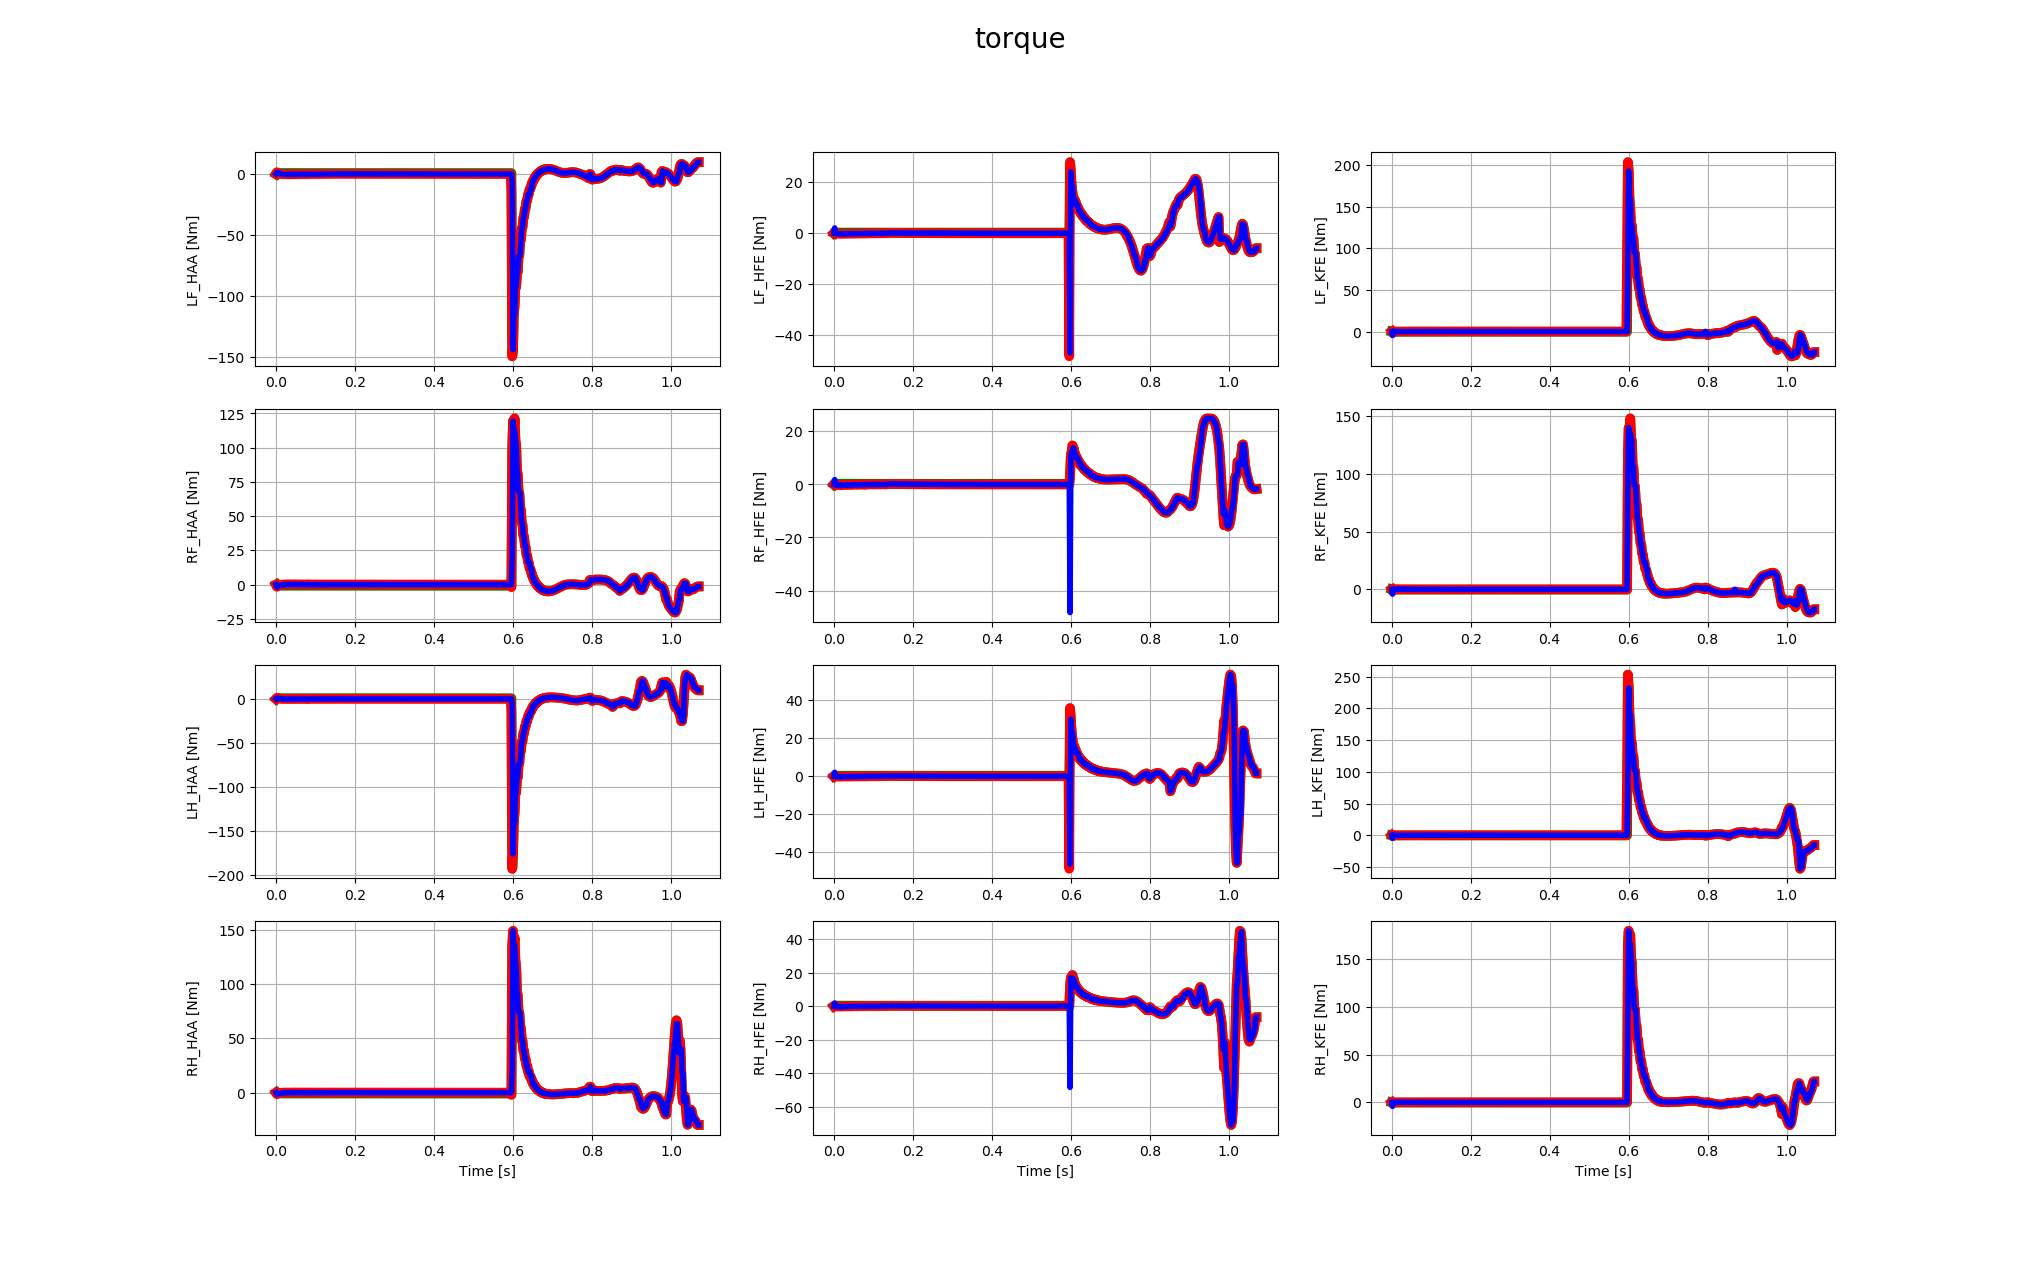 torque
LF_HAA [Nm]
0
−50
−100
−150
0.0 0.2 0.4 0.6 0.8 1.0
LF_HFE [Nm]
20
0
−20
−40
0.0 0.2 0.4 0.6 0.8 1.0
LF_KFE [Nm]
200
150
100
50
0
0.0 0.2 0.4 0.6 0.8 1.0
RF_HAA [Nm]
125
100
75
50
25
0
−25
0.0 0.2 0.4 0.6 0.8 1.0
RF_HFE [Nm]
20
0
−20
−40
0.0 0.2 0.4 0.6 0.8 1.0
RF_KFE [Nm]
150
100
50
0
0.0 0.2 0.4 0.6 0.8 1.0
LH_HAA [Nm]
0
−50
−100
−150
−200
0.0 0.2 0.4 0.6 0.8 1.0
LH_HFE [Nm]
40
20
0
−20
−40
0.0 0.2 0.4 0.6 0.8 1.0
LH_KFE [Nm]
250
200
150
100
50
0
−50
0.0 0.2 0.4 0.6 0.8 1.0
RH_HAA [Nm]
150
100
50
0
0.0 0.2 0.4 0.6 0.8 1.0
Time [s]
RH_HFE [Nm]
40
20
0
−20
−40
−60
0.0 0.2 0.4 0.6 0.8 1.0
Time [s]
RH_KFE [Nm]
150
100
50
0
0.0 0.2 0.4 0.6 0.8 1.0
Time [s]